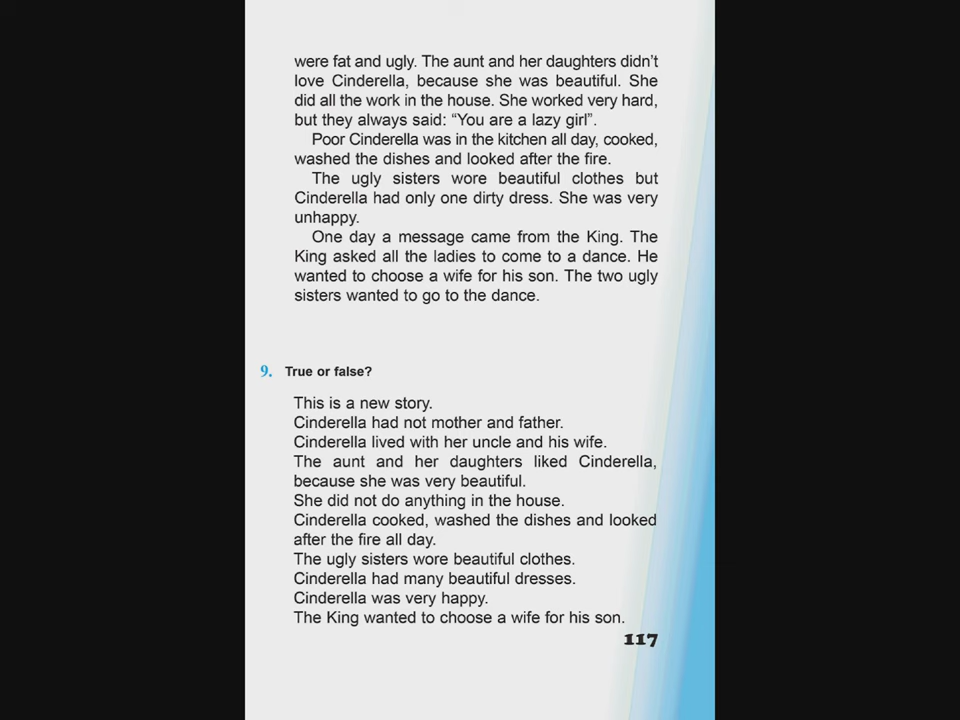 were fat and ugly. The aunt and her daughters didn't
love Cinderella, because she was beautiful. She
did all the work in the house. She worked very hard,
but they always said: “You are a lazy girl”.
Poor Cinderella was in the kitchen all day, cooked,
washed the dishes and looked after the fire.
The ugly sisters wore beautiful clothes but
Cinderella had only one dirty dress. She was very
unhappy.
One day a message came from the King. The
King asked all the ladies to come to a dance. He
wanted to choose a wife for his son. The two ugly
sisters wanted to go to the dance.
9. True or false?
This is a new story.
Cinderella had not mother and father.
Cinderella lived with her uncle and his wife.
The aunt and her daughters liked Cinderella,
because she was very beautiful.
She did not do anything in the house.
Cinderella cooked, washed the dishes and looked
after the fire all day.
The ugly sisters wore beautiful clothes.
Cinderella had many beautiful dresses.
Cinderella was very happy.
The King wanted to choose a wife for his son.
117